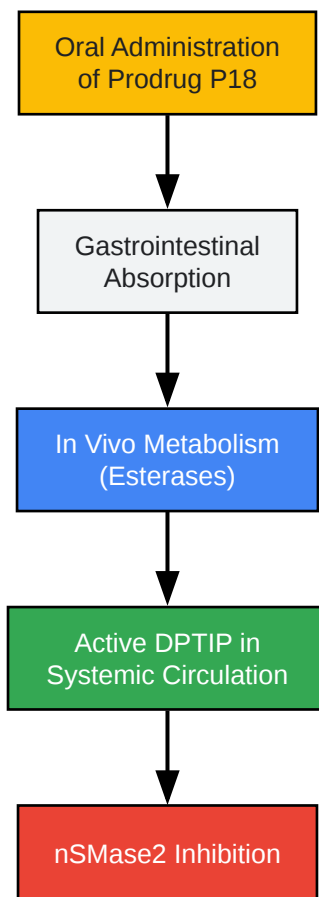 Oral Administration
of Prodrug P18
Gastrointestinal
Absorption
In Vivo Metabolism
(Esterases)
Active DPTIP in
Systemic Circulation
nSMase2 Inhibition